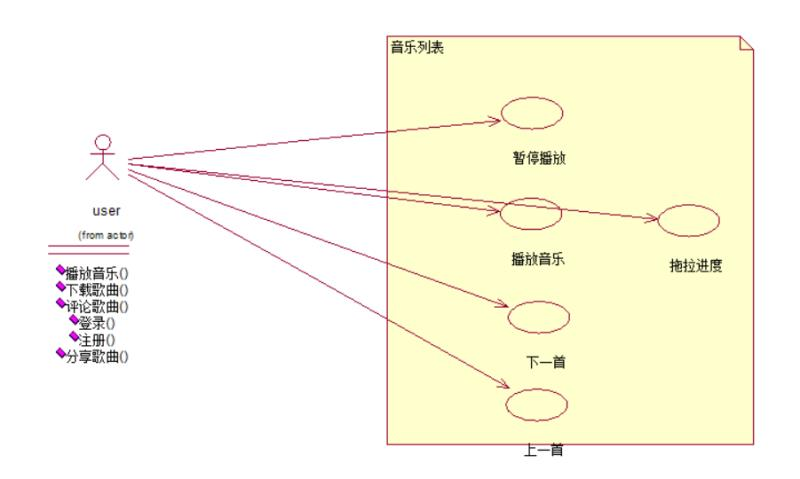 音乐列表
暂停播放
user
(from actor)
播放音乐
拖拉进度
播放音乐()
下载歌曲()
评论歌曲()
登录()
注册()
分享歌曲()
下一首
上一首